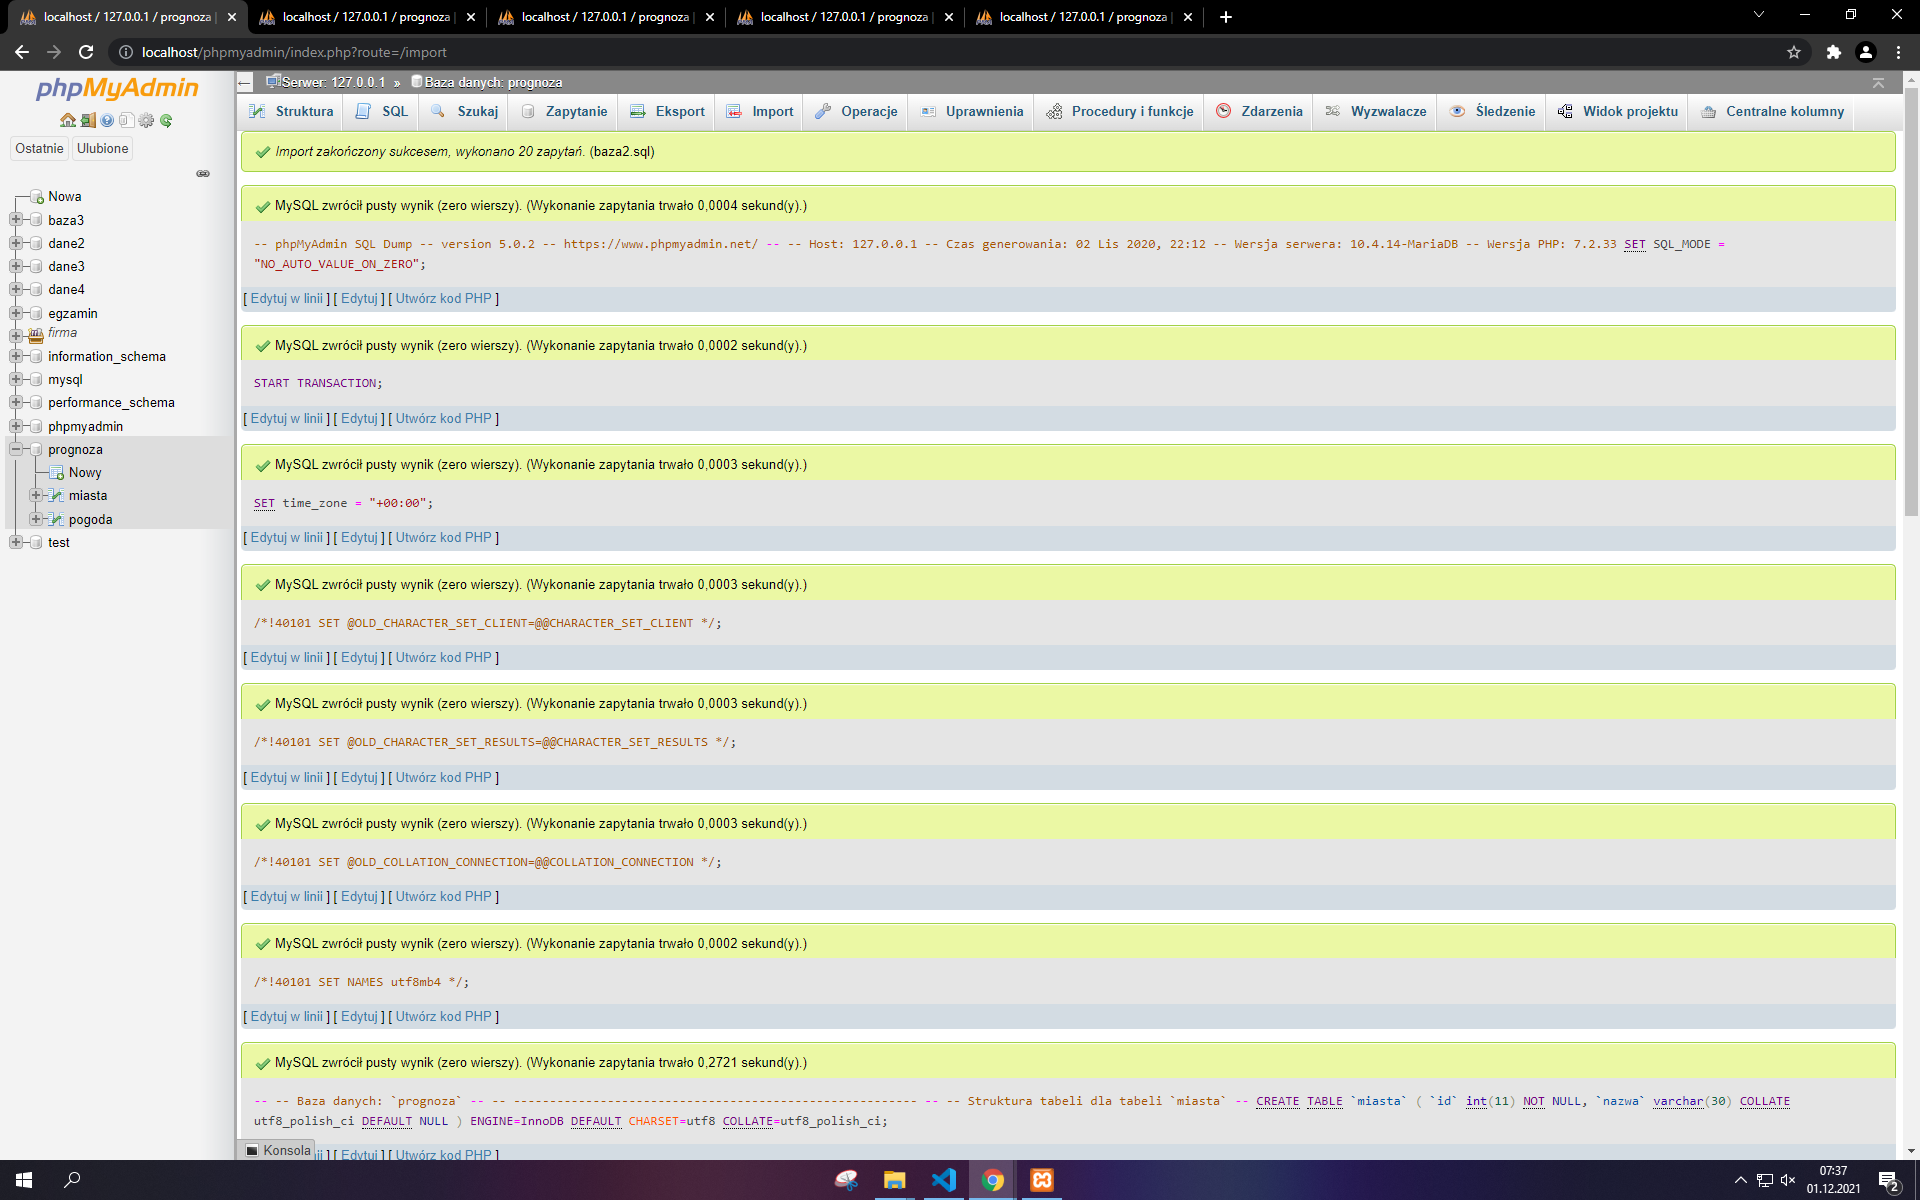 localhost / 127.0.0.1 / prognoza |
localhost / 127.0.0.1 / prognoza |
localhost / 127.0.0.1 / prognoza |
localhost / 127.0.0.1 / prognoza |
localhost / 127.0.0.1 / prognoza |
localhost/phpmyadmin/index.php?route=/import
phpMyAdmin
Ostatnie Ulubione
Nowa
baza3
dane2
dane3
dane4
egzamin
firma
information_schema
mysql
performance_schema
phpmyadmin
prognoza
Nowy
miasta
pogoda
test
Serwer: 127.0.0.1 » Baza danych: prognoza
Struktura SQL Szukaj Zapytanie Eksport Import Operacje Uprawnienia Procedury i funkcje Zdarzenia Wyzwalacze Śledzenie Widok projektu Centralne kolumny
Import zakończony sukcesem, wykonano 20 zapytań. (baza2.sql)
MySQL zwrócił pusty wynik (zero wierszy). (Wykonanie zapytania trwało 0,0004 sekund(y).)
-- phpMyAdmin SQL Dump -- version 5.0.2 -- https://www.phpmyadmin.net/ -- -- Host: 127.0.0.1 -- Czas generowania: 02 Lis 2020, 22:12 -- Wersja serwera: 10.4.14-MariaDB -- Wersja PHP: 7.2.33 SET SQL_MODE =
"NO_AUTO_VALUE_ON_ZERO";
[ Edytuj w linii ] [ Edytuj ] [ Utwórz kod PHP ]
MySQL zwrócił pusty wynik (zero wierszy). (Wykonanie zapytania trwało 0,0002 sekund(y).)
START TRANSACTION;
[ Edytuj w linii ] [ Edytuj ] [ Utwórz kod PHP ]
MySQL zwrócił pusty wynik (zero wierszy). (Wykonanie zapytania trwało 0,0003 sekund(y).)
SET time_zone = "+00:00";
[ Edytuj w linii ] [ Edytuj ] [ Utwórz kod PHP ]
MySQL zwrócił pusty wynik (zero wierszy). (Wykonanie zapytania trwało 0,0003 sekund(y).)
/*!40101 SET @OLD_CHARACTER_SET_CLIENT=@@CHARACTER_SET_CLIENT */;
[ Edytuj w linii ] [ Edytuj ] [ Utwórz kod PHP ]
MySQL zwrócił pusty wynik (zero wierszy). (Wykonanie zapytania trwało 0,0003 sekund(y).)
/*!40101 SET @OLD_CHARACTER_SET_RESULTS=@@CHARACTER_SET_RESULTS */;
[ Edytuj w linii ] [ Edytuj ] [ Utwórz kod PHP ]
MySQL zwrócił pusty wynik (zero wierszy). (Wykonanie zapytania trwało 0,0003 sekund(y).)
/*!40101 SET @OLD_COLLATION_CONNECTION=@@COLLATION_CONNECTION */;
[ Edytuj w linii ] [ Edytuj ] [ Utwórz kod PHP ]
MySQL zwrócił pusty wynik (zero wierszy). (Wykonanie zapytania trwało 0,0002 sekund(y).)
/*!40101 SET NAMES utf8mb4 */;
[ Edytuj w linii ] [ Edytuj ] [ Utwórz kod PHP ]
MySQL zwrócił pusty wynik (zero wierszy). (Wykonanie zapytania trwało 0,2721 sekund(y).)
-- -- Baza danych: `prognoza` -- -- -------------------------------------------------------- -- -- Struktura tabeli dla tabeli `miasta` -- CREATE TABLE `miasta` ( `id` int(11) NOT NULL, `nazwa` varchar(30) COLLATE
utf8_polish_ci DEFAULT NULL ) ENGINE=InnoDB DEFAULT CHARSET=utf8 COLLATE=utf8_polish_ci;
Konsola ii ] [ Edytuj ] [ Utwórz kod PHP ]
07:37
01.12.2021
2